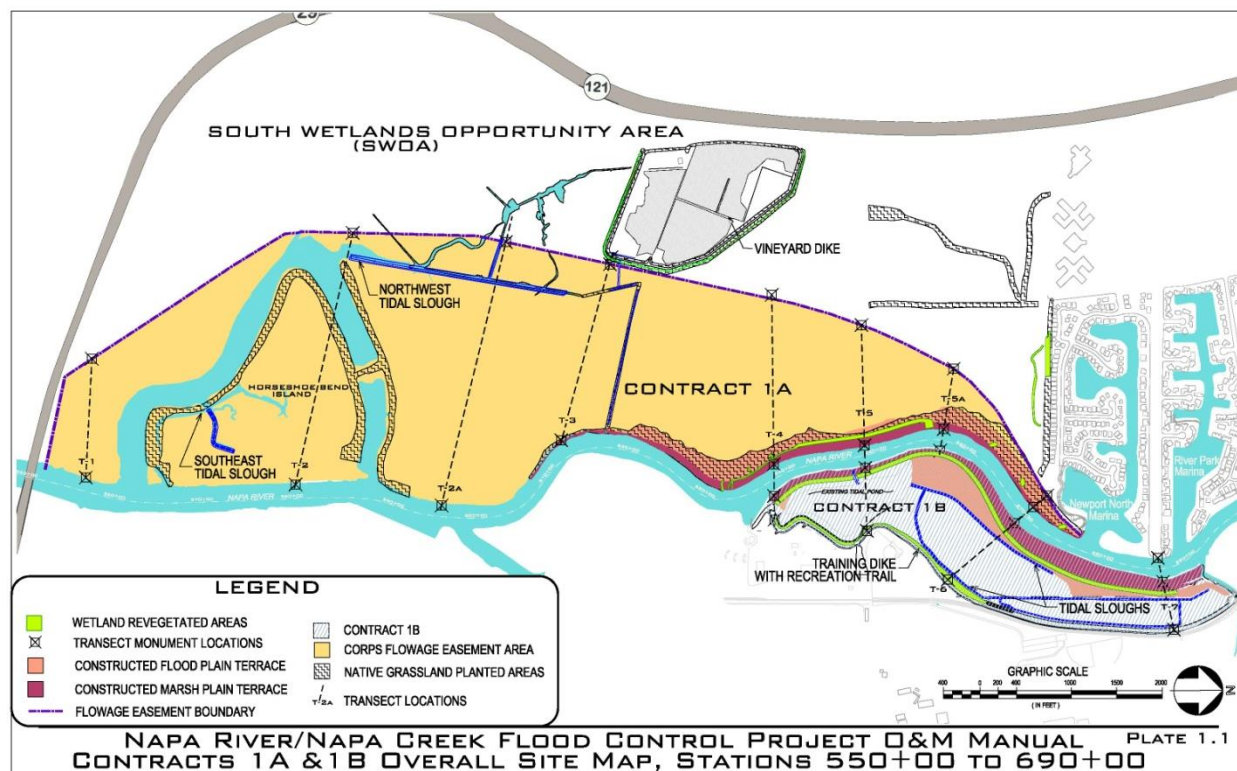 29
121
SOUTH WETLANDS OPPORTUNITY AREA
(SWOA)
VINEYARD DIKE
NORTHWEST
TIDAL SLOUGH
CONTRACT 1A
HORSESHOE BEND
ISLAND
SOUTHEAST
TIDAL SLOUGH
T-1
T-2
T-2A
T-3
T-4
T-5
T-5A
NAPA RIVER
NAPA RIVER
River Park
Marina
Newport North
Marina
EXISTING TIDAL POND
CONTRACT 1B
TRAINING DIKE
WITH RECREATION TRAIL
T-6
TIDAL SLOUGHS
T-7
LEGEND
WETLAND REVEGETATED AREAS
TRANSECT MONUMENT LOCATIONS
CONSTRUCTED FLOOD PLAIN TERRACE
CONSTRUCTED MARSH PLAIN TERRACE
FLOWAGE EASEMENT BOUNDARY
CONTRACT 1B
CORPS FLOWAGE EASEMENT AREA
NATIVE GRASSLAND PLANTED AREAS
T-2A TRANSECT LOCATIONS
GRAPHIC SCALE
400 200 0 200 400 1000 1500 2000
( IN FEET )
N
NAPA RIVER/NAPA CREEK FLOOD CONTROL PROJECT O&M MANUAL PLATE 1.1
CONTRACTS 1A &1B OVERALL SITE MAP, STATIONS 550+00 TO 690+00